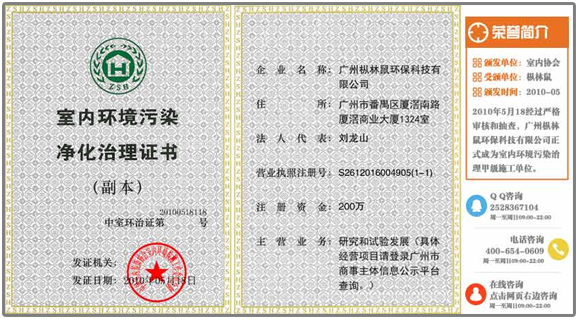 ZSH
室内环境污染
净化治理证书
(副本)
20100518118
中室环治证第 号
发证机关:
发证日期:2010年05月18日
企业名称: 广州枞林鼠环保科技有限公司
住所: 广州市番禺区厦滘南路
厦滘商业大厦1324室
法人代表: 刘龙山
营业执照注册号: S2612016004905(1-1)
注册资金: 200万
主营业务: 研究和试验发展(具体
经营项目请登录广州市
商事主体信息公示平台
查询。)
荣誉简介
颁发单位: 室内协会
受颁单位: 枞林鼠
颁发时间: 2010-05
2010年5月18经过严格
审核和抽查,广州枞林
鼠环保科技有限公司正
式成为室内环境污染治
理甲级施工单位。
Q Q咨询
2528367104
周一至周日09:00-22:00
电话咨询
400-654-0609
周一至周日09:00-22:00
在线咨询
点击网页右边咨询
周一至周日09:00-22:00